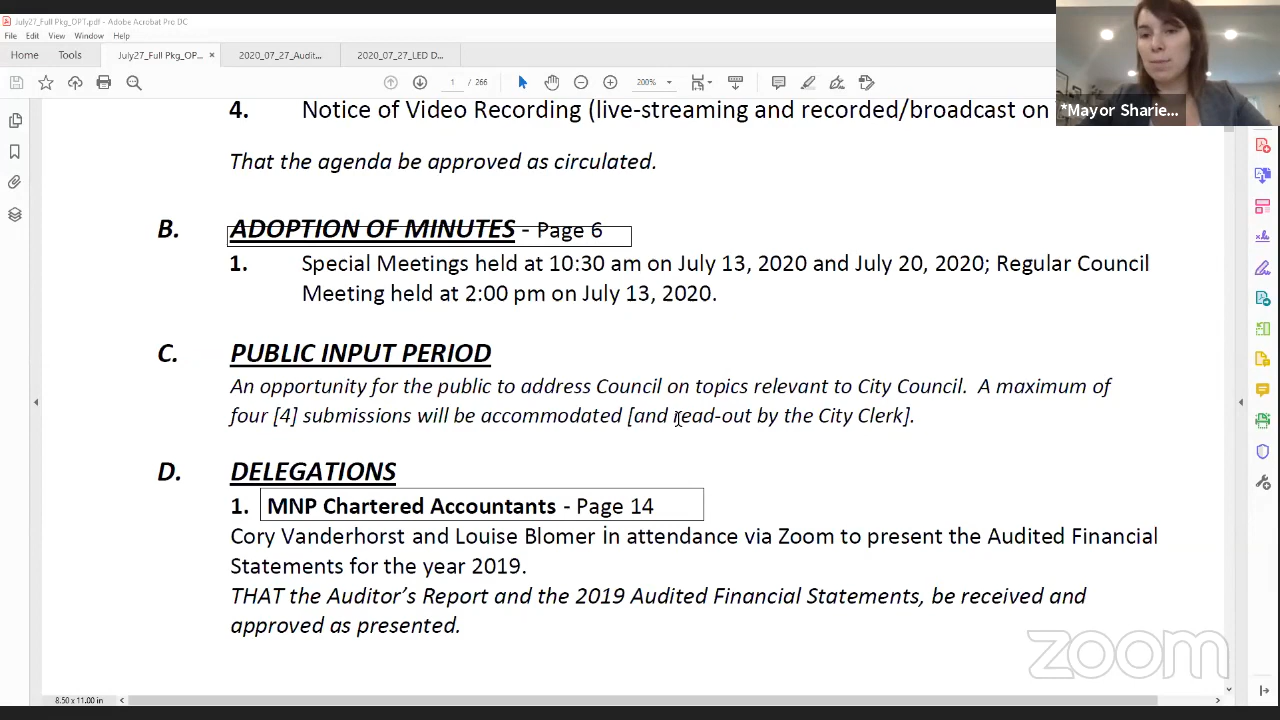 July27_Full Pkg_OPT.pdf - Adobe Acrobat Pro DC
File Edit View Window Help
Home Tools July27_Full Pkg_OP... × 2020_07_27_Audit... 2020_07_27_LED D...
1 / 266 200%
4. Notice of Video Recording (live-streaming and recorded/broadcast on
*Mayor Sharie...
That the agenda be approved as circulated.
B. ADOPTION OF MINUTES - Page 6
1. Special Meetings held at 10:30 am on July 13, 2020 and July 20, 2020; Regular Council
Meeting held at 2:00 pm on July 13, 2020.
C. PUBLIC INPUT PERIOD
An opportunity for the public to address Council on topics relevant to City Council. A maximum of
four [4] submissions will be accommodated [and read-out by the City Clerk].
D. DELEGATIONS
1. MNP Chartered Accountants - Page 14
Cory Vanderhorst and Louise Blomer in attendance via Zoom to present the Audited Financial
Statements for the year 2019.
THAT the Auditor's Report and the 2019 Audited Financial Statements, be received and
approved as presented.
zoom
8.50 x 11.00 in